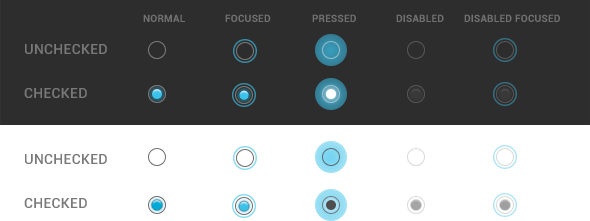 NORMAL FOCUSED PRESSED DISABLED DISABLED FOCUSED
UNCHECKED
CHECKED
UNCHECKED
CHECKED